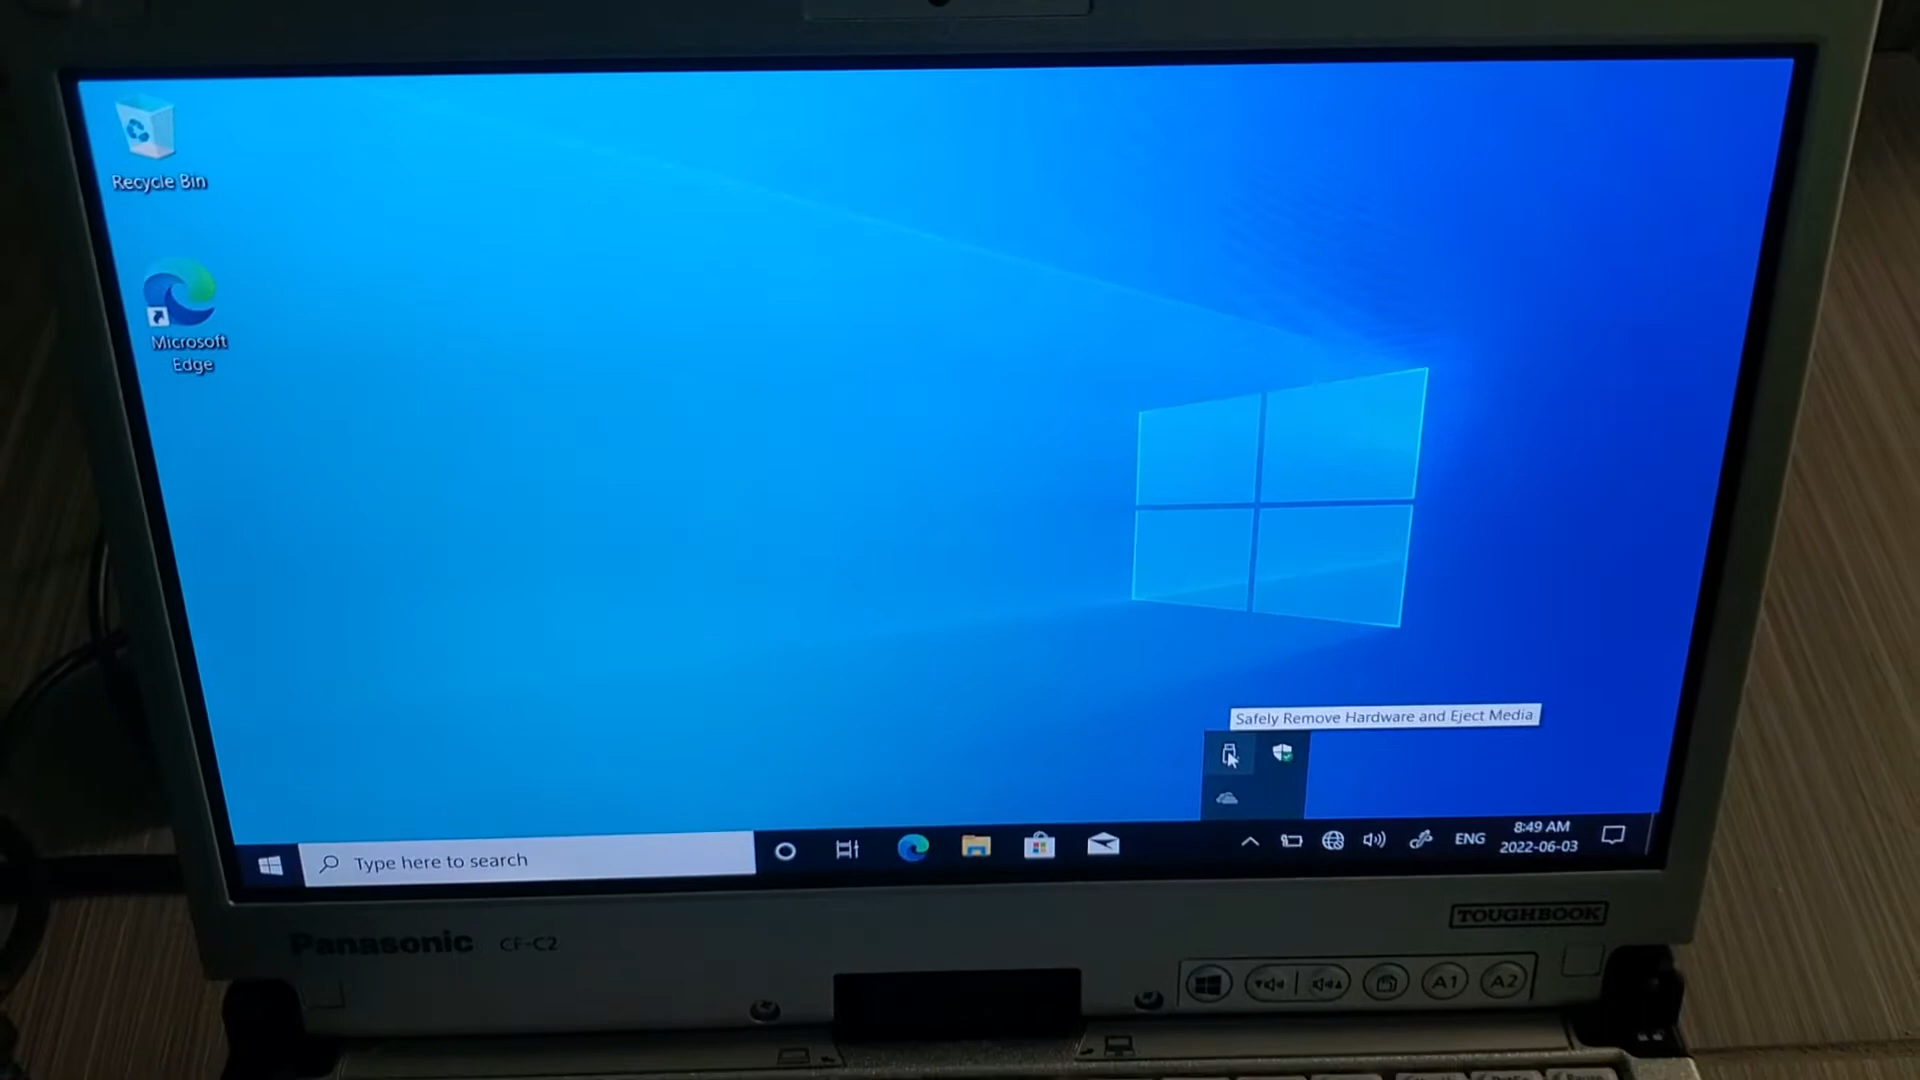 Recycle Bin
Microsoft
Edge
Safely Remove Hardware and Eject Media
Type here to search
ENG
8:49 AM
2022-06-03
Panasonic CF-C2
TOUGHBOOK
A1
A2